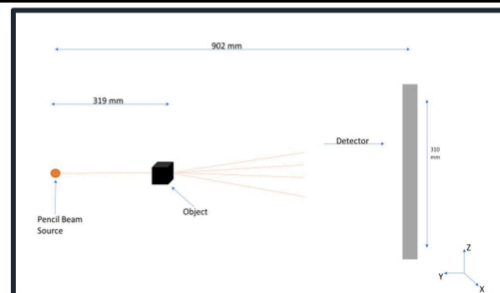 902 mm
319 mm
Detector
310
mm
Object
Pencil Beam
Source
Z
Y
X